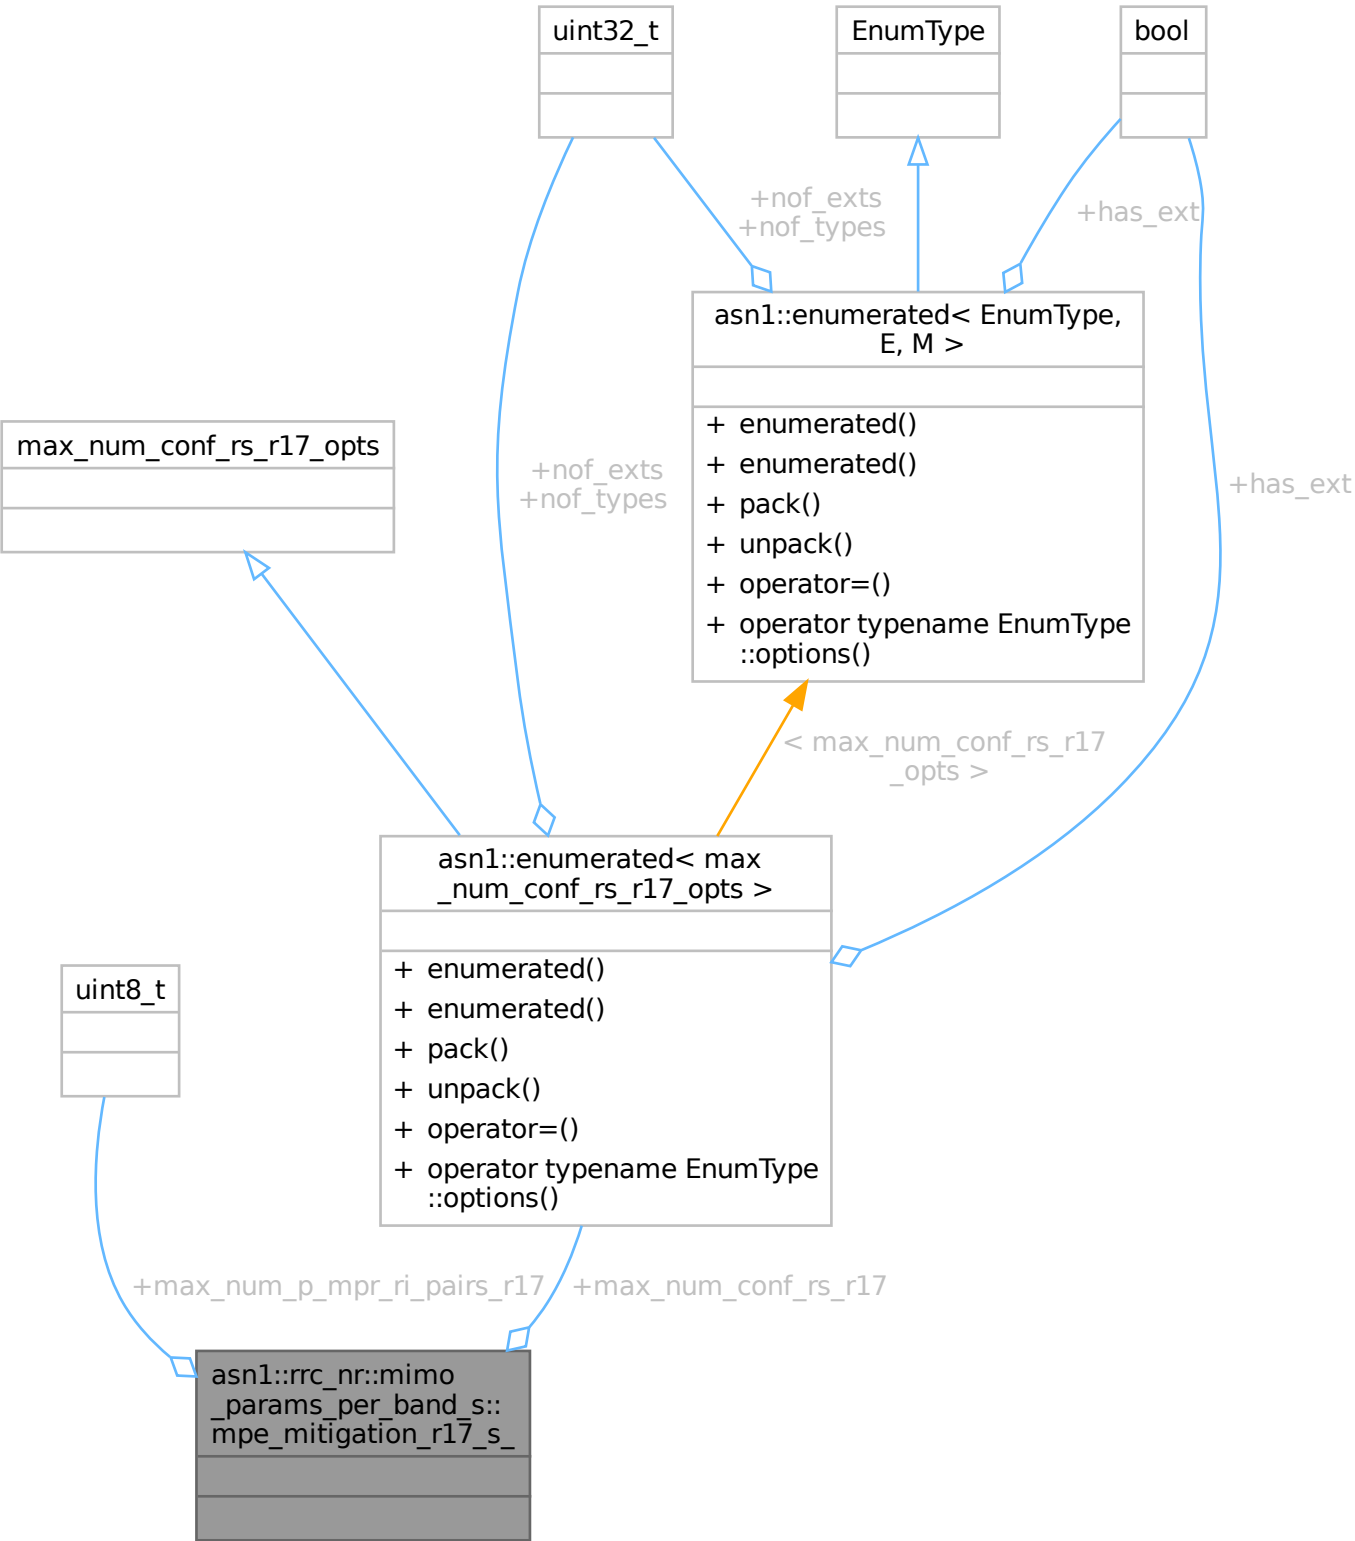 uint32_t
EnumType
bool
+nof_exts
+nof_types
+has_ext
asn1::enumerated< EnumType,
E, M >
+ enumerated()
+ enumerated()
+ pack()
+ unpack()
+ operator=()
+ operator typename EnumType
::options()
max_num_conf_rs_r17_opts
+nof_exts
+nof_types
+has_ext
< max_num_conf_rs_r17
_opts >
asn1::enumerated< max
_num_conf_rs_r17_opts >
+ enumerated()
+ enumerated()
+ pack()
+ unpack()
+ operator=()
+ operator typename EnumType
::options()
uint8_t
+max_num_p_mpr_ri_pairs_r17
+max_num_conf_rs_r17
asn1::rrc_nr::mimo
_params_per_band_s::
mpe_mitigation_r17_s_